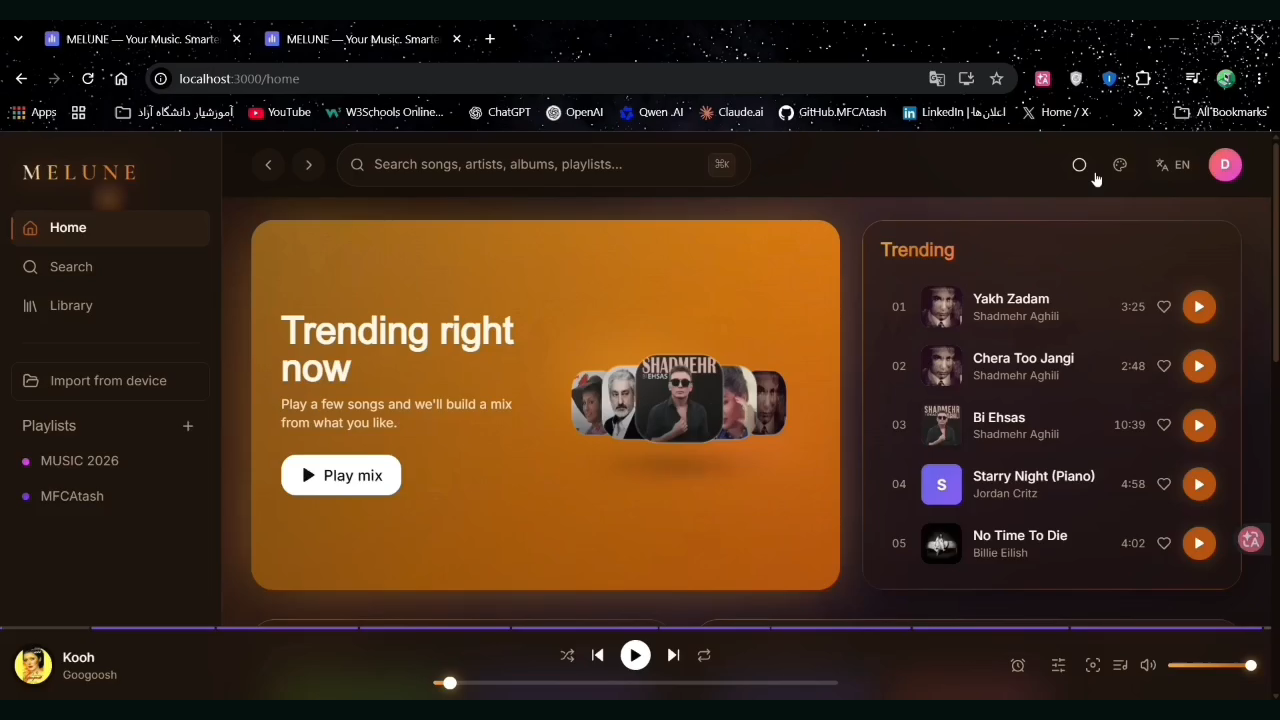 MELUNE — Your Music. Smarte
MELUNE — Your Music. Smarte
localhost:3000/home
Apps
آموزشیار دانشگاه آزاد
YouTube
W3Schools Online...
ChatGPT
OpenAI
Qwen .AI
Claude.ai
GitHub.MFCAtash
LinkedIn | اعلان‌ها
Home / X
All Bookmarks
MELUNE
Search songs, artists, albums, playlists...
⌘K
EN
D
Home
Search
Library
Import from device
Playlists
MUSIC 2026
MFCAtash
Trending right
now
Play a few songs and we'll build a mix
from what you like.
Play mix
SHADMEHR
Trending
01
Yakh Zadam
Shadmehr Aghili
3:25
02
Chera Too Jangi
Shadmehr Aghili
2:48
03
SHADMEHR
Bi Ehsas
Shadmehr Aghili
10:39
04
S
Starry Night (Piano)
Jordan Critz
4:58
05
No Time To Die
Billie Eilish
4:02
Kooh
Googoosh